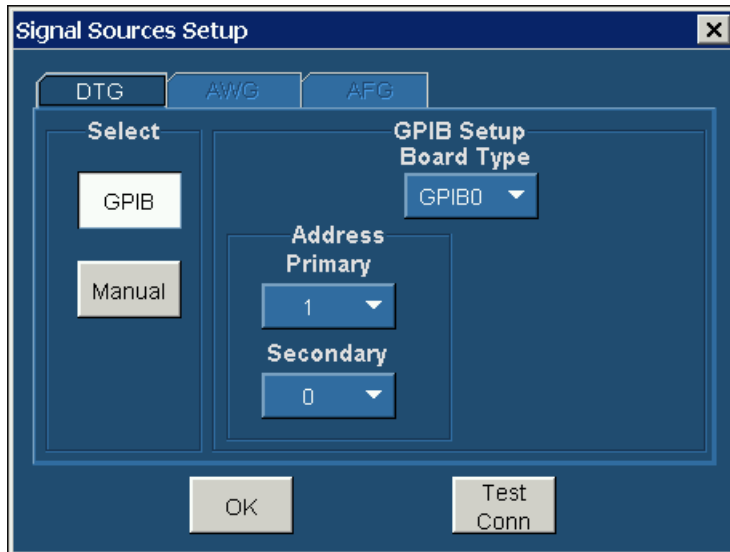 Signal Sources Setup
DTG AWG AFG
Select
GPIB
Manual
GPIB Setup
Board Type
GPIB0
Address
Primary
1
Secondary
0
OK
Test
Conn